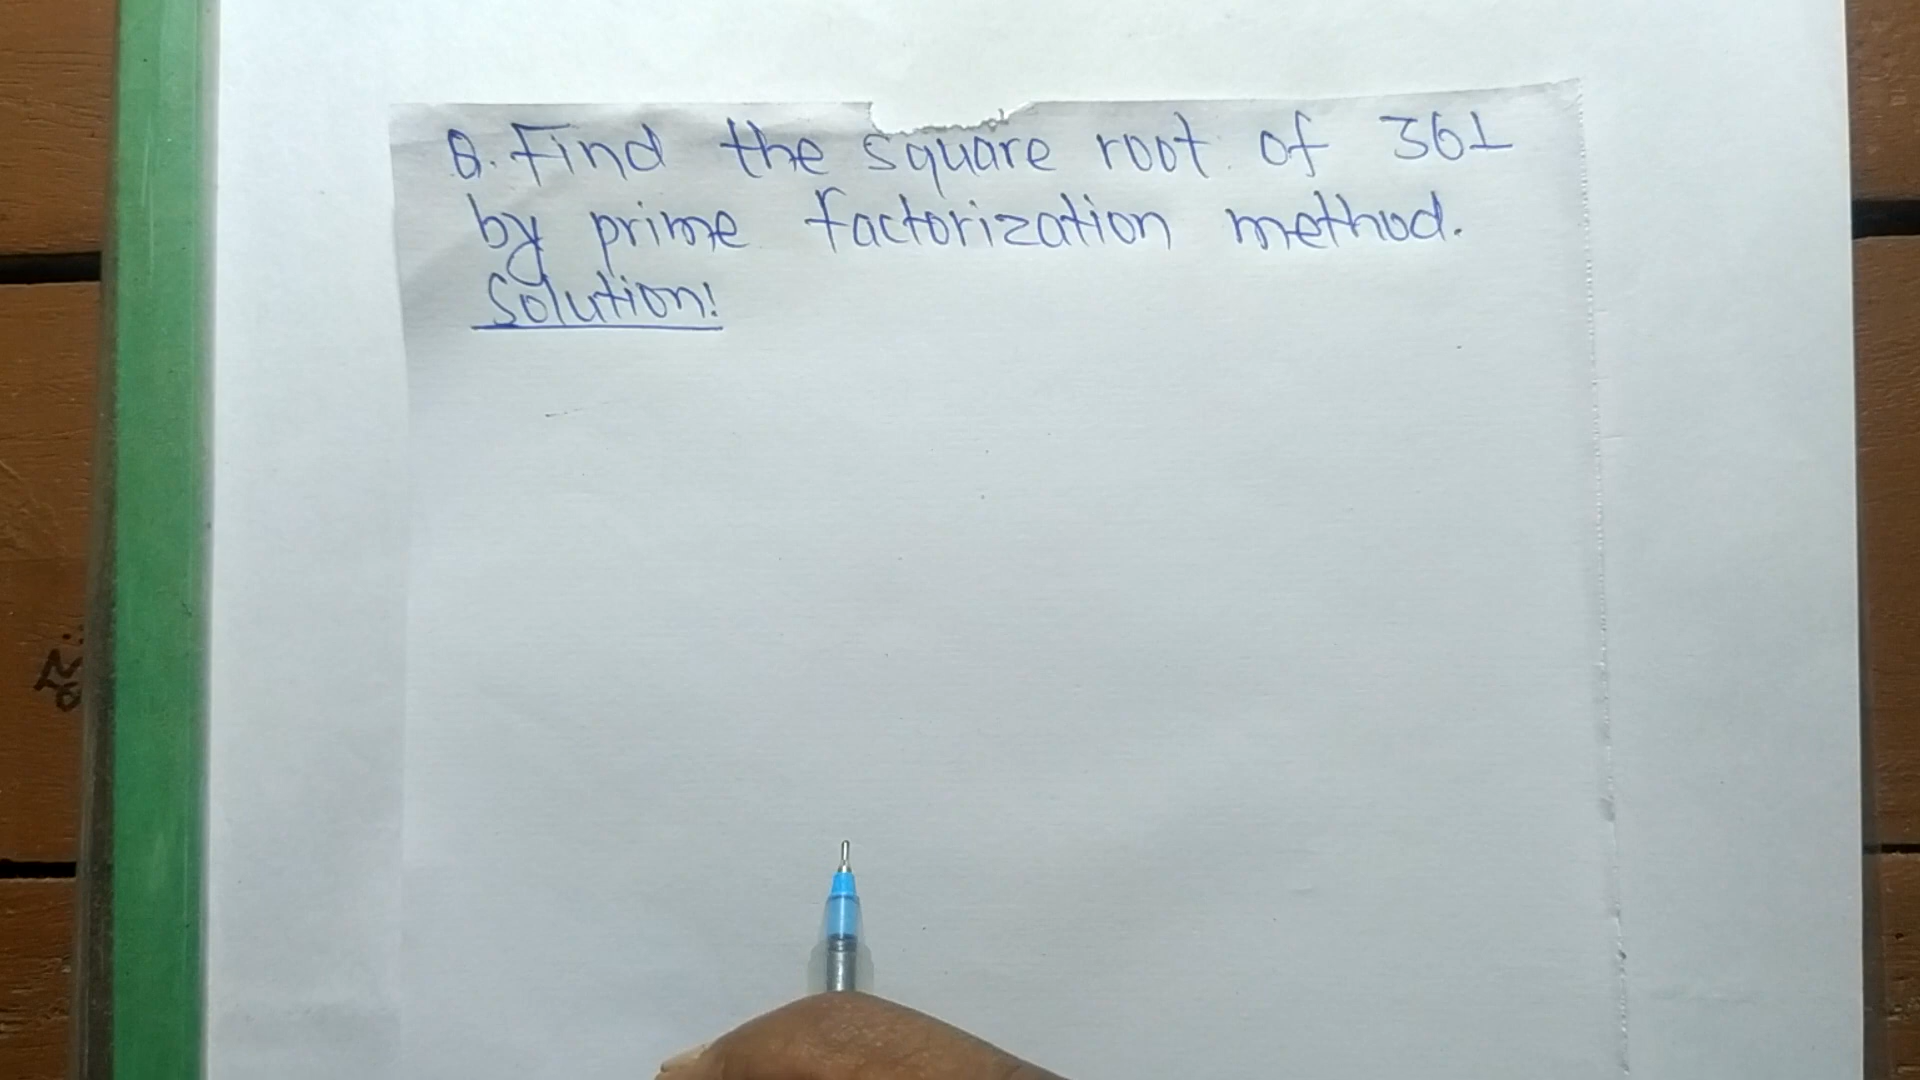 Q. Find the square root of 361
by prime factorization method.
Solution: